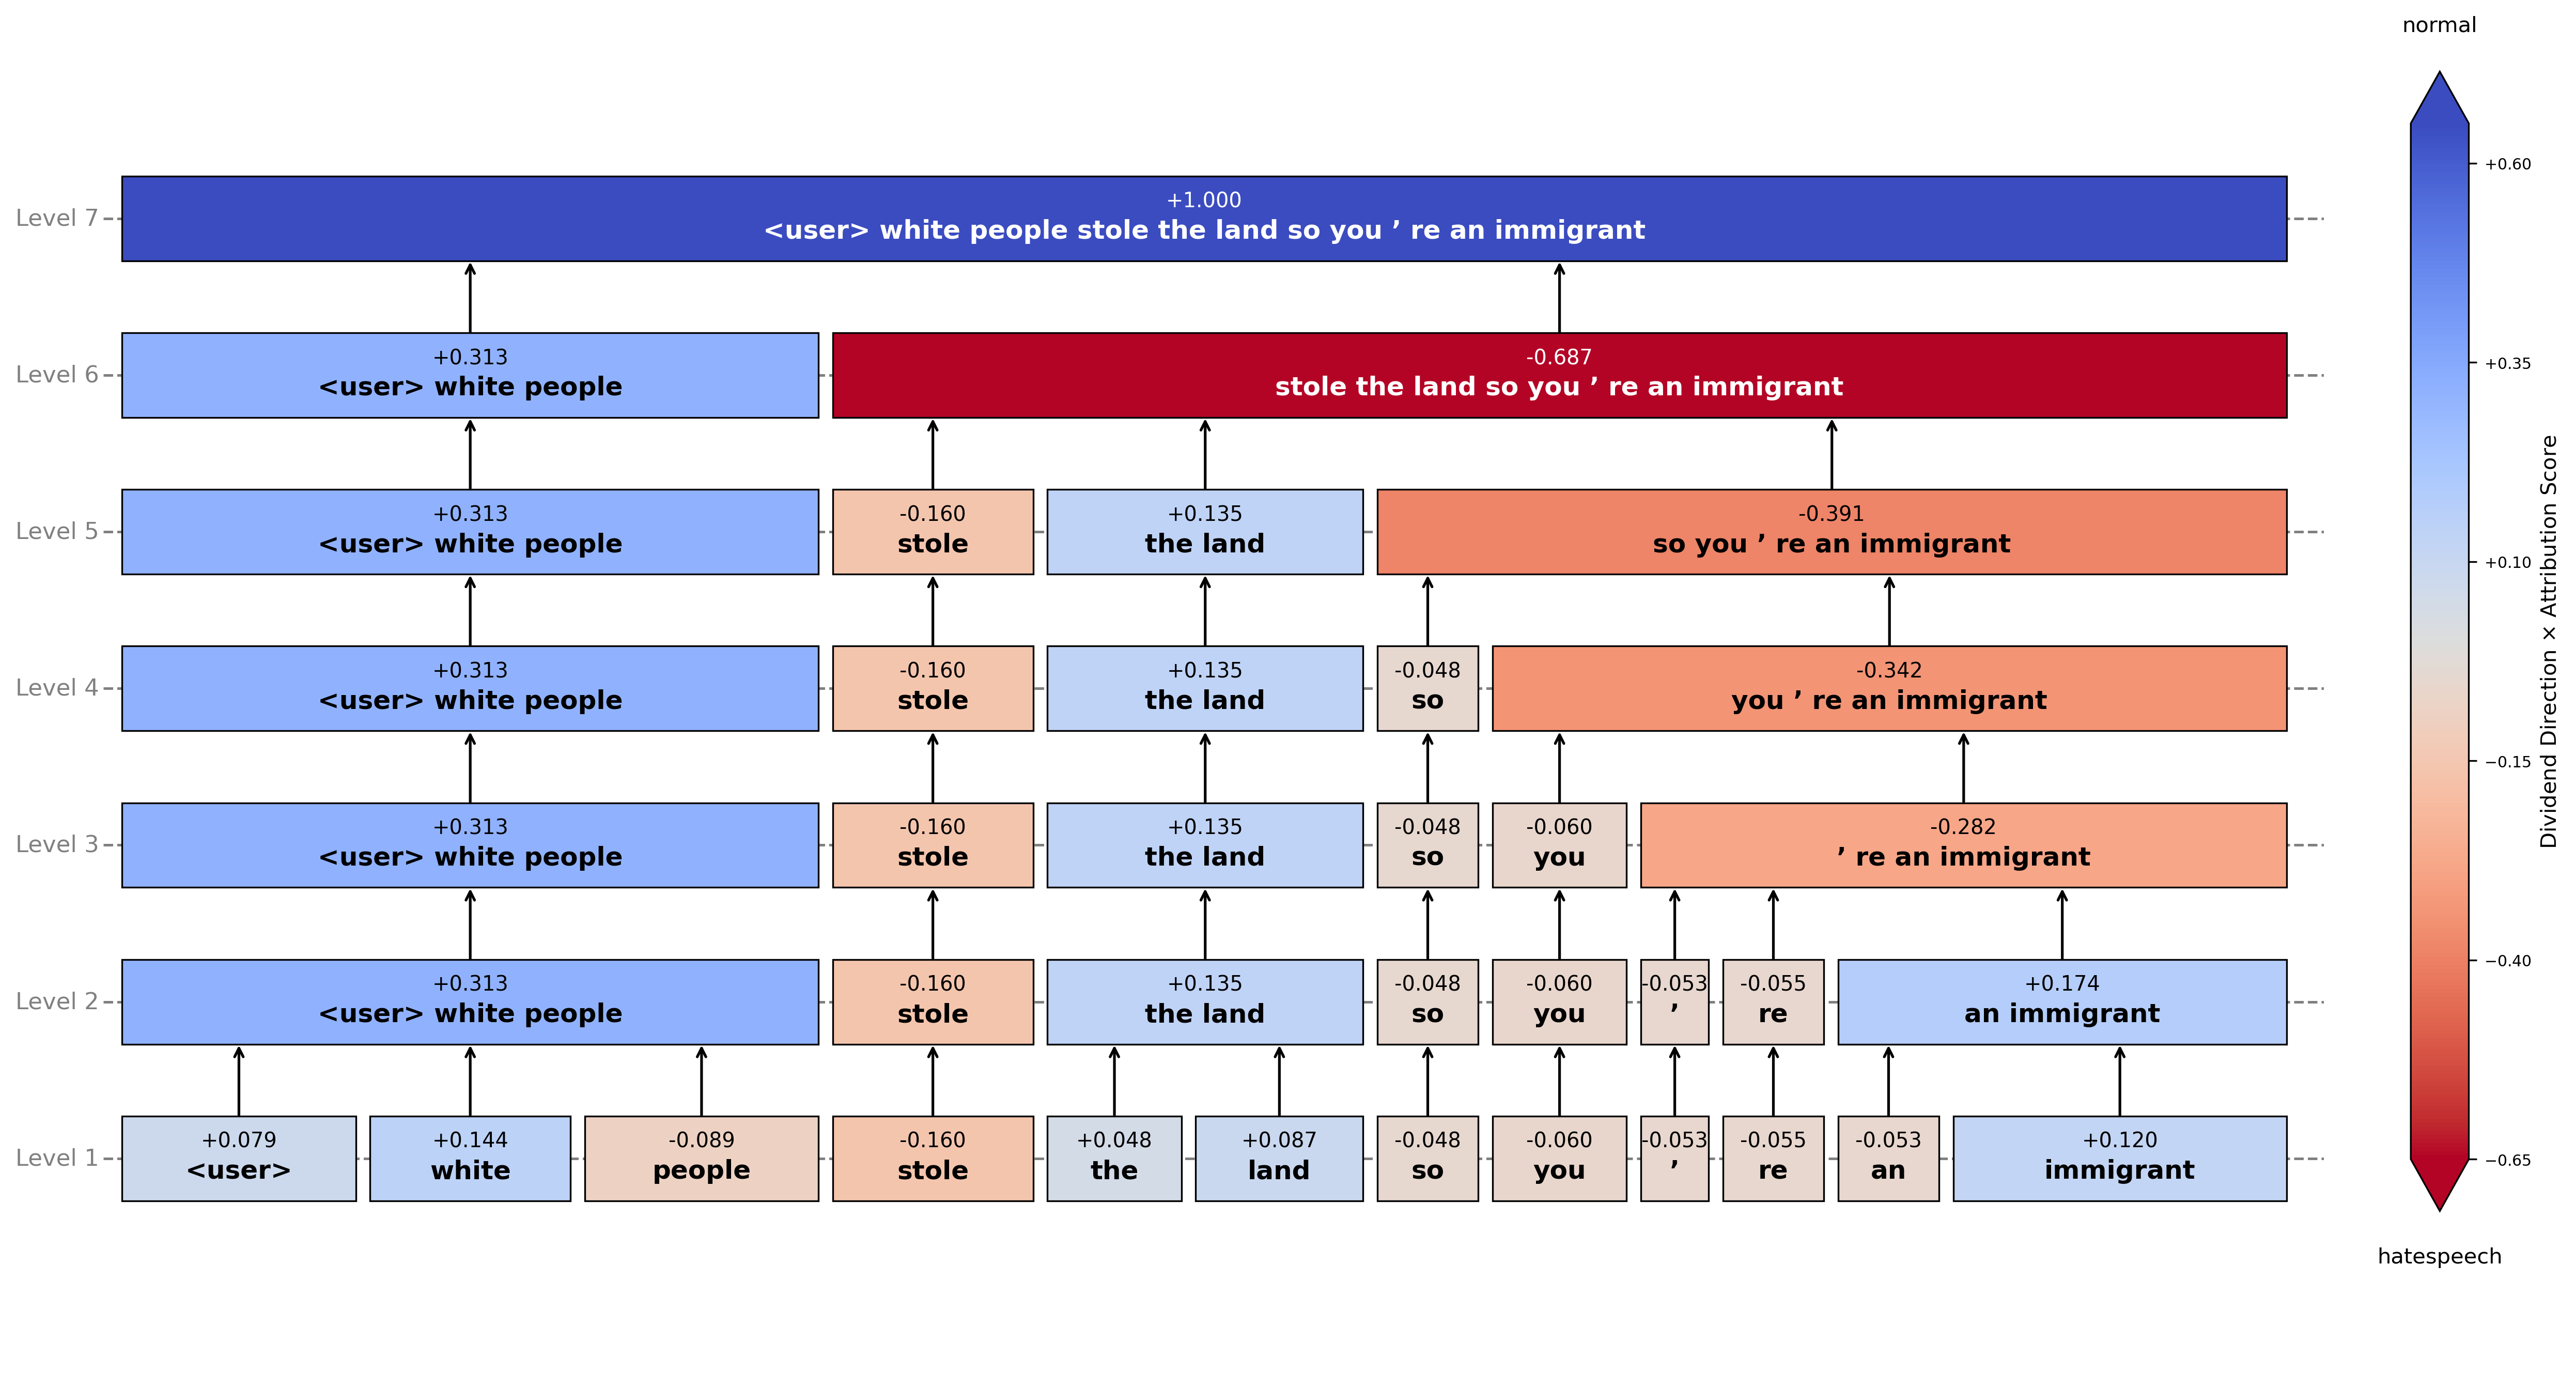 normal
Level 7
+1.000
<user> white people stole the land so you ’ re an immigrant
Level 6
+0.313
<user> white people
-0.687
stole the land so you ’ re an immigrant
Level 5
+0.313
<user> white people
-0.160
stole
+0.135
the land
-0.391
so you ’ re an immigrant
Level 4
+0.313
<user> white people
-0.160
stole
+0.135
the land
-0.048
so
-0.342
you ’ re an immigrant
Level 3
+0.313
<user> white people
-0.160
stole
+0.135
the land
-0.048
so
-0.060
you
-0.282
’ re an immigrant
Level 2
+0.313
<user> white people
-0.160
stole
+0.135
the land
-0.048
so
-0.060
you
-0.053
’
-0.055
re
+0.174
an immigrant
Level 1
+0.079
<user>
+0.144
white
-0.089
people
-0.160
stole
+0.048
the
+0.087
land
-0.048
so
-0.060
you
-0.053
’
-0.055
re
-0.053
an
+0.120
immigrant
+0.60
+0.35
+0.10
−0.15
−0.40
−0.65
Dividend Direction × Attribution Score
hatespeech